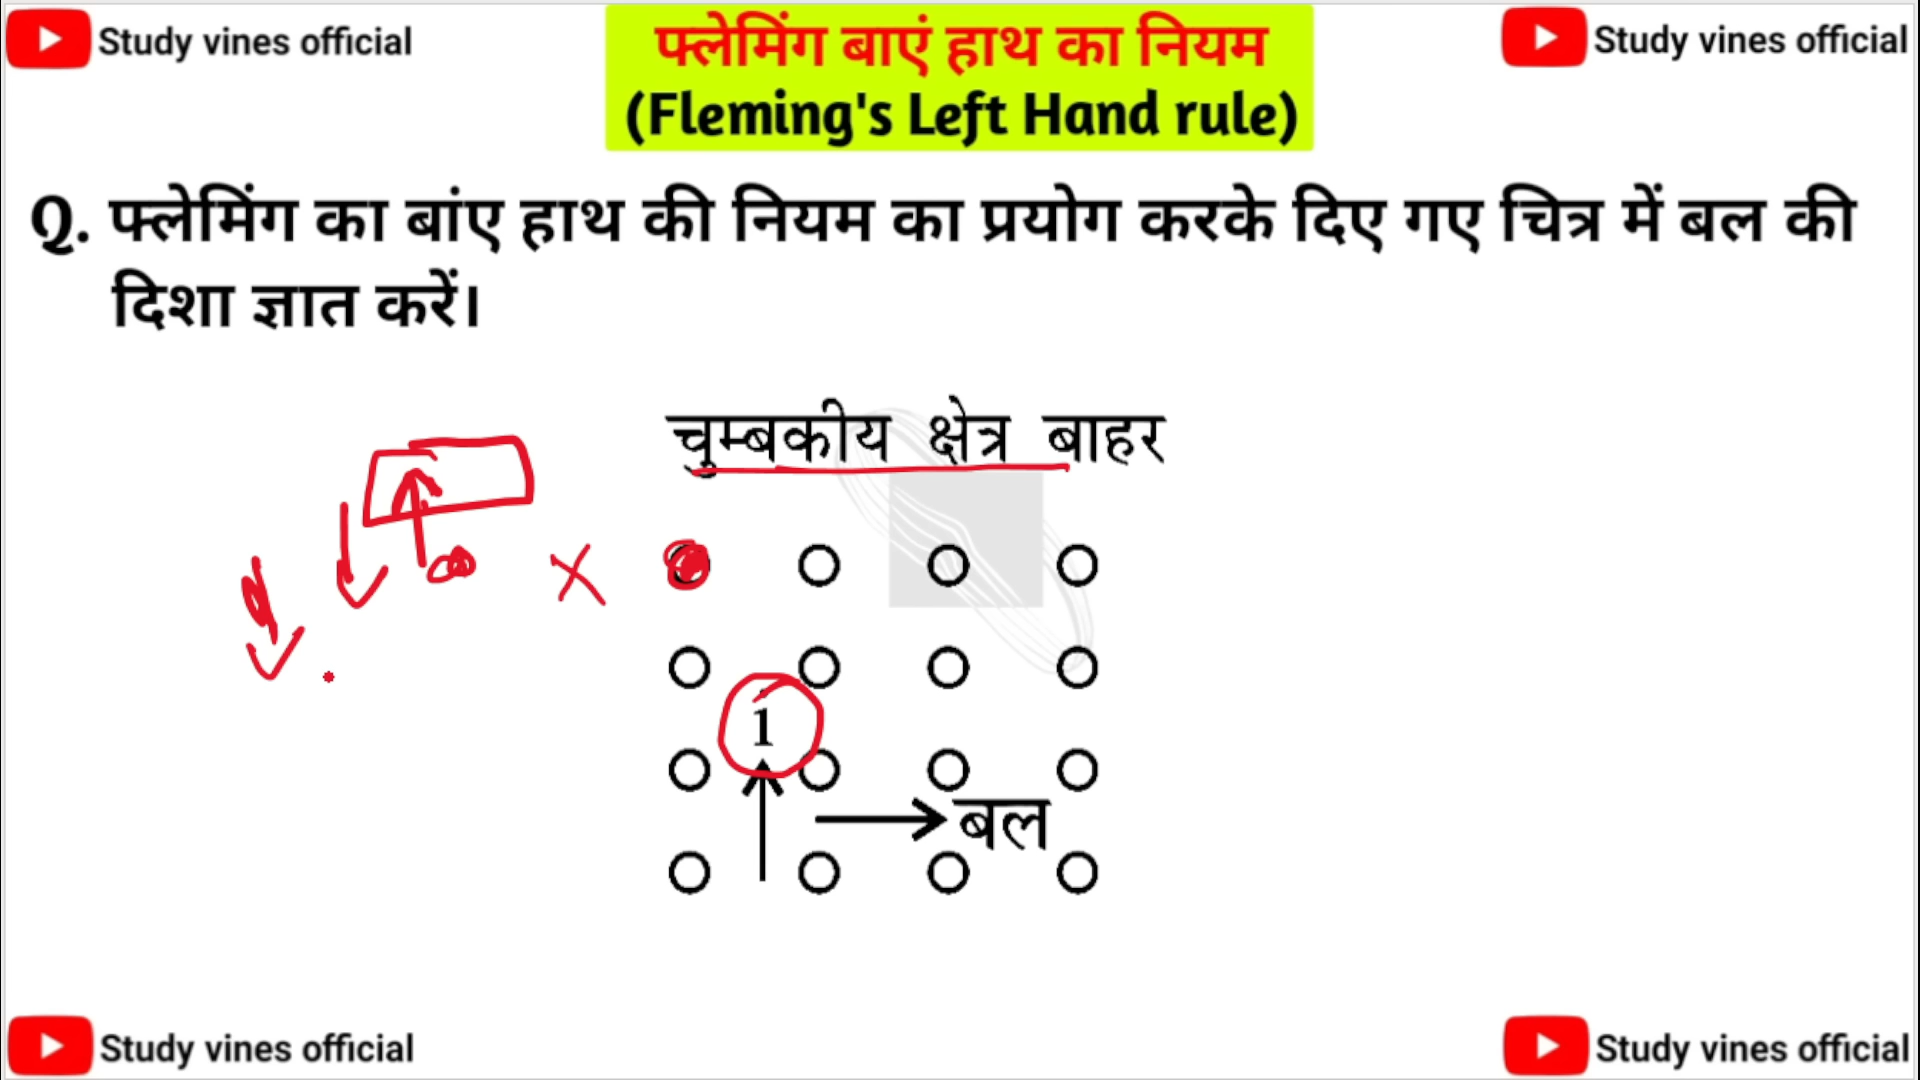 Study vines official
फ्लेमिंग बाएं हाथ का नियम
(Fleming's Left Hand rule)
Study vines official
Q. फ्लेमिंग का बांए हाथ की नियम का प्रयोग करके दिए गए चित्र में बल की
दिशा ज्ञात करें।
चुम्बकीय क्षेत्र बाहर
1
बल
Study vines official
Study vines official